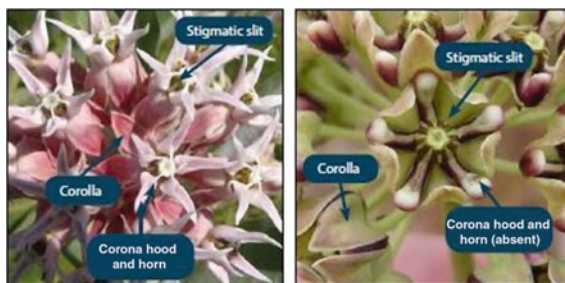 Stigmatic slit
Corolla
Corona hood
and horn
Stigmatic slit
Corolla
Corona hood
and horn (absent)